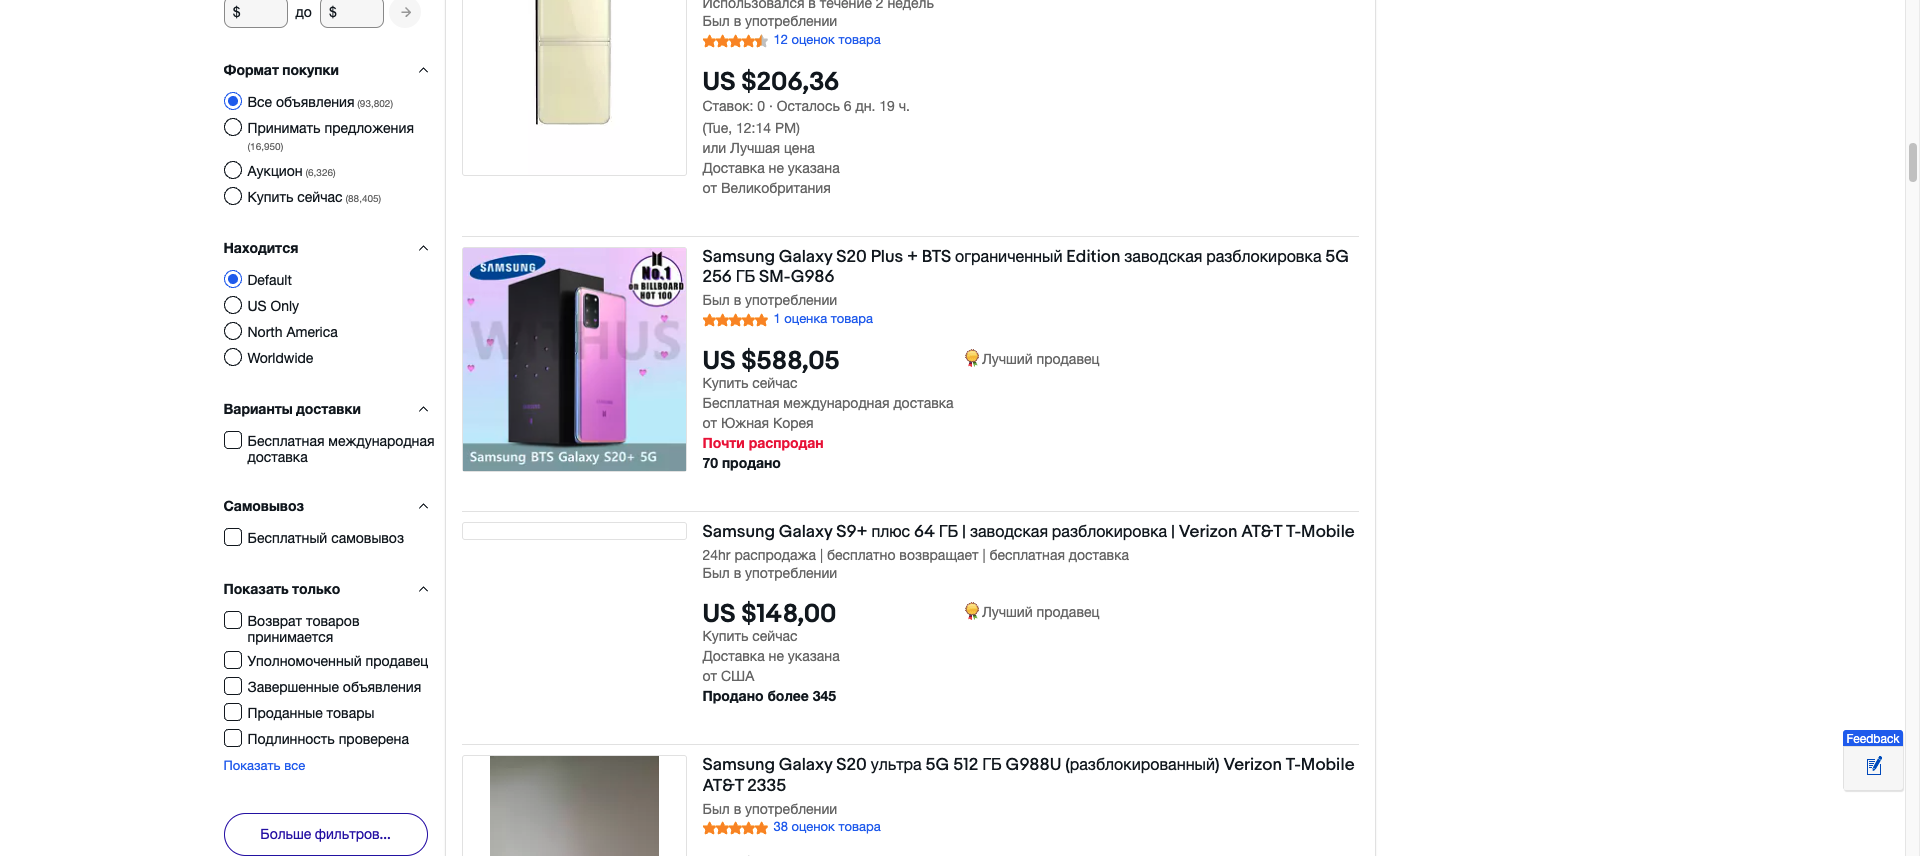 $ до $
Формат покупки
Все объявления (93,802)
Принимать предложения
(16,950)
Аукцион (6,326)
Купить сейчас (88,405)
Находится
Default
US Only
North America
Worldwide
Варианты доставки
Бесплатная международная
доставка
Самовывоз
Бесплатный самовывоз
Показать только
Возврат товаров
принимается
Уполномоченный продавец
Завершенные объявления
Проданные товары
Подлинность проверена
Показать все
Больше фильтров...
Использовался в течение 2 недель
Был в употреблении
12 оценок товара
US $206,36
Ставок: 0 · Осталось 6 дн. 19 ч.
(Tue, 12:14 PM)
или Лучшая цена
Доставка не указана
от Великобритания
SAMSUNG
No.1
on BILLBOARD
HOT 100
WITHUS
Samsung BTS Galaxy S20+ 5G
Samsung Galaxy S20 Plus + BTS ограниченный Edition заводская разблокировка 5G
256 ГБ SM-G986
Был в употреблении
1 оценка товара
US $588,05
Лучший продавец
Купить сейчас
Бесплатная международная доставка
от Южная Корея
Почти распродан
70 продано
Samsung Galaxy S9+ плюс 64 ГБ | заводская разблокировка | Verizon AT&T T-Mobile
24hr распродажа | бесплатно возвращает | бесплатная доставка
Был в употреблении
US $148,00
Лучший продавец
Купить сейчас
Доставка не указана
от США
Продано более 345
Samsung Galaxy S20 ультра 5G 512 ГБ G988U (разблокированный) Verizon T-Mobile
AT&T 2335
Был в употреблении
38 оценок товара
Feedback